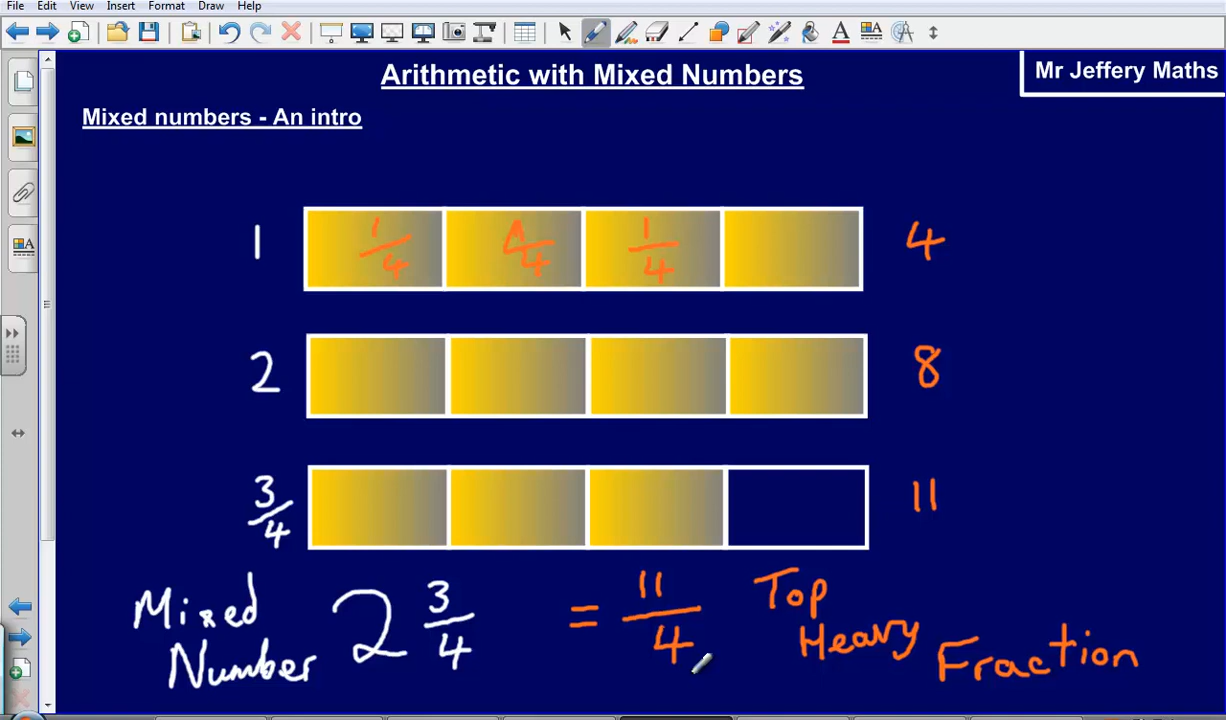 File Edit View Insert Format Draw Help
Arithmetic with Mixed Numbers
Mr Jeffery Maths
Mixed numbers - An intro
1 1/4 1/4 1/4 4
2 8
3/4 11
Mixed Number 2 3/4 = 11/4 Top Heavy Fraction